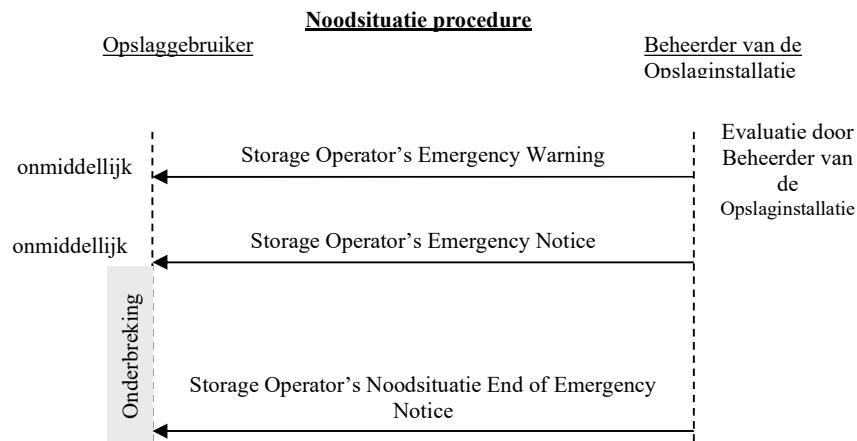 Noodsituatie procedure
Opslaggebruiker
Beheerder van de
Opslaginstallatie
Evaluatie door
Beheerder van
de
Opslaginstallatie
onmiddellijk
Storage Operator's Emergency Warning
onmiddellijk
Storage Operator's Emergency Notice
Onderbreking
Storage Operator's Noodsituatie End of Emergency
Notice